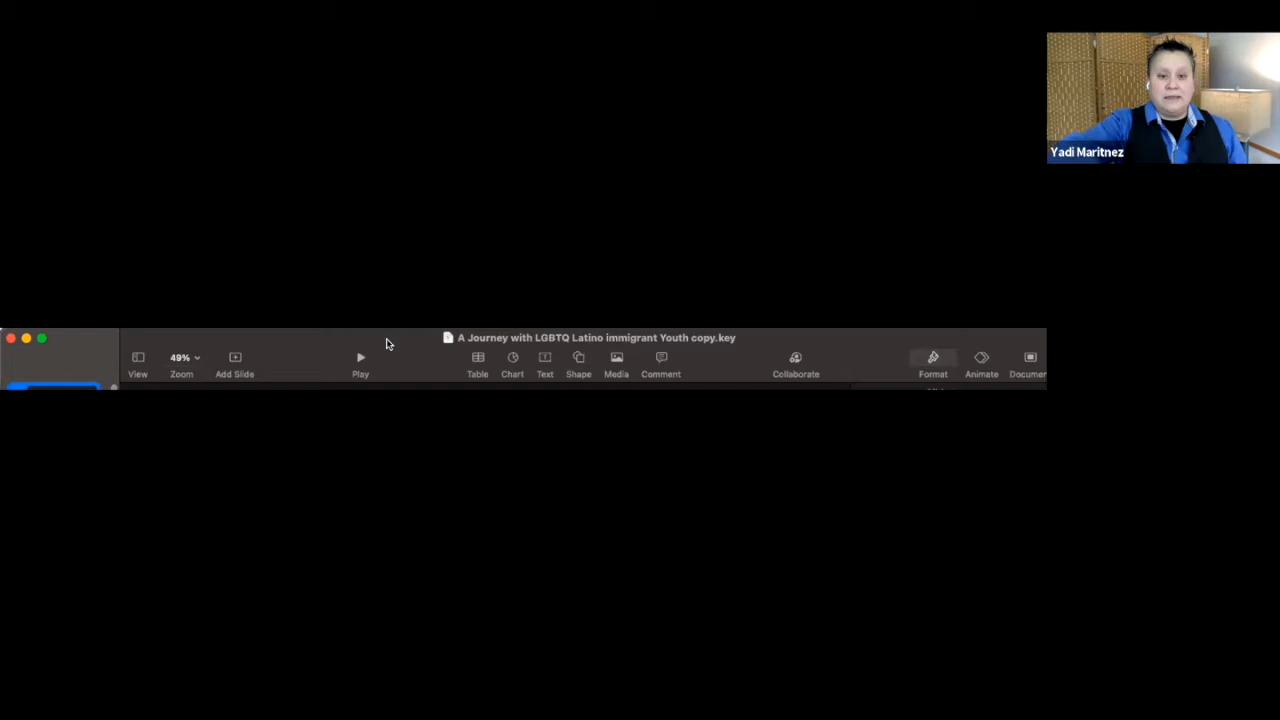 Yadi Maritnez
A Journey with LGBTQ Latino immigrant Youth copy.key
49%
View
Zoom
Add Slide
Play
Table
Chart
Text
Shape
Media
Comment
Collaborate
Format
Animate
Documen